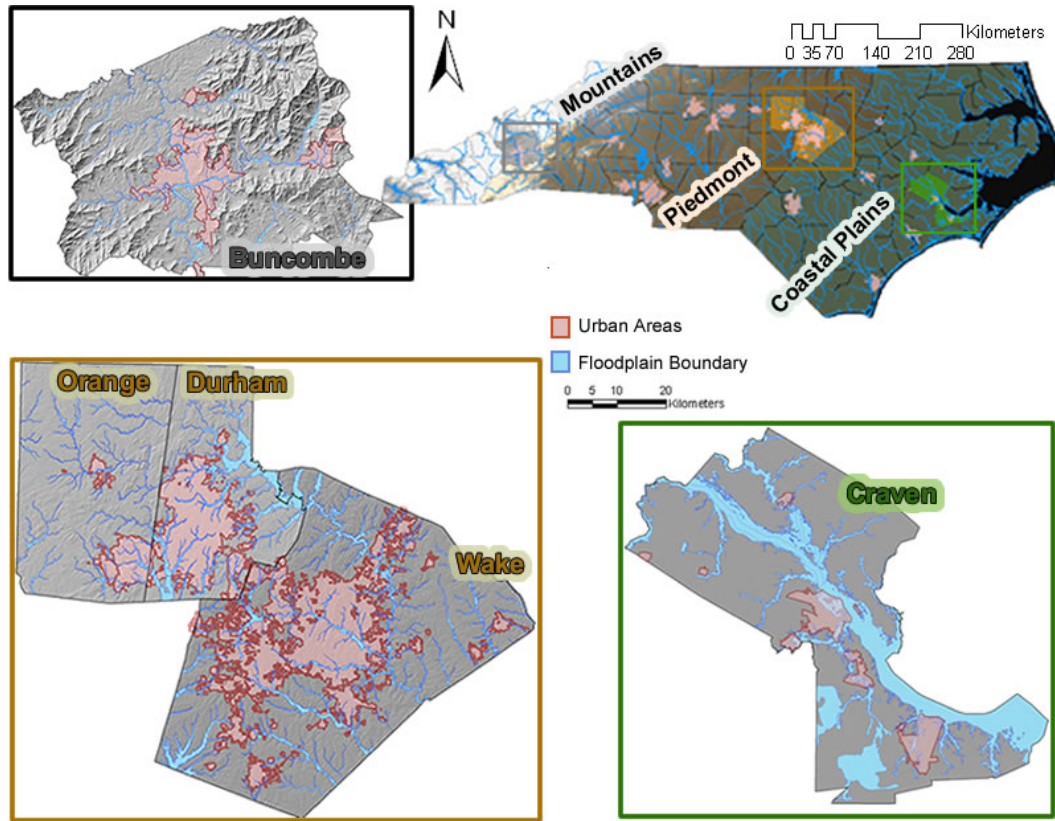 Buncombe
N
Mountains
Piedmont
Coastal Plains
Kilometers
0 35 70 140 210 280
Urban Areas
Floodplain Boundary
0 5 10 20
Kilometers
Orange
Durham
Wake
Craven